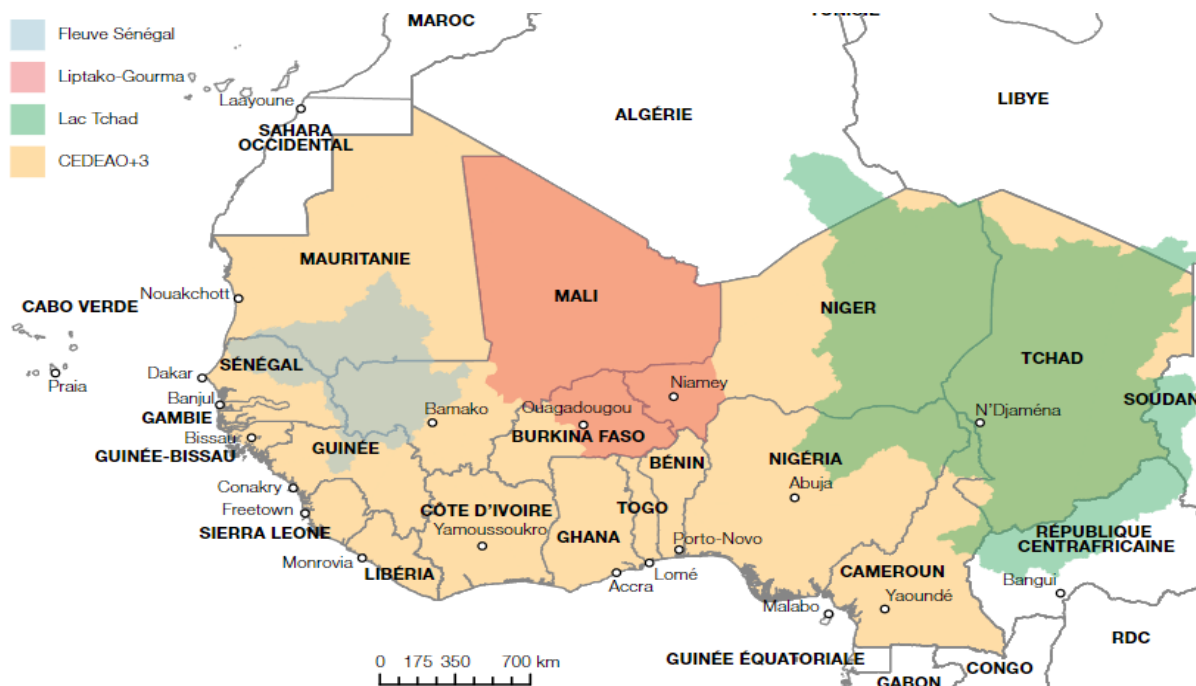 TUNISIE
MAROC
Fleuve Sénégal
Liptako-Gourma
Lac Tchad
CEDEAO+3
Laayoune
SAHARA
OCCIDENTAL
ALGÉRIE
LIBYE
MAURITANIE
Nouakchott
CABO VERDE
Praia
MALI
NIGER
TCHAD
SÉNÉGAL
Dakar
Banjul
GAMBIE
Bissau
GUINÉE-BISSAU
GUINÉE
Bamako
Ouagadougou
BURKINA FASO
Niamey
N'Djaména
SOUDAN
BÉNIN
NIGÉRIA
Abuja
Conakry
Freetown
SIERRA LEONE
Monrovia
LIBÉRIA
CÔTE D'IVOIRE
Yamoussoukro
GHANA
TOGO
Porto-Novo
Lomé
Accra
RÉPUBLIQUE
CENTRAFRICAINE
Bangui
CAMEROUN
Yaoundé
Malabo
GUINÉE ÉQUATORIALE
GABON
CONGO
RDC
0 175 350 700 km